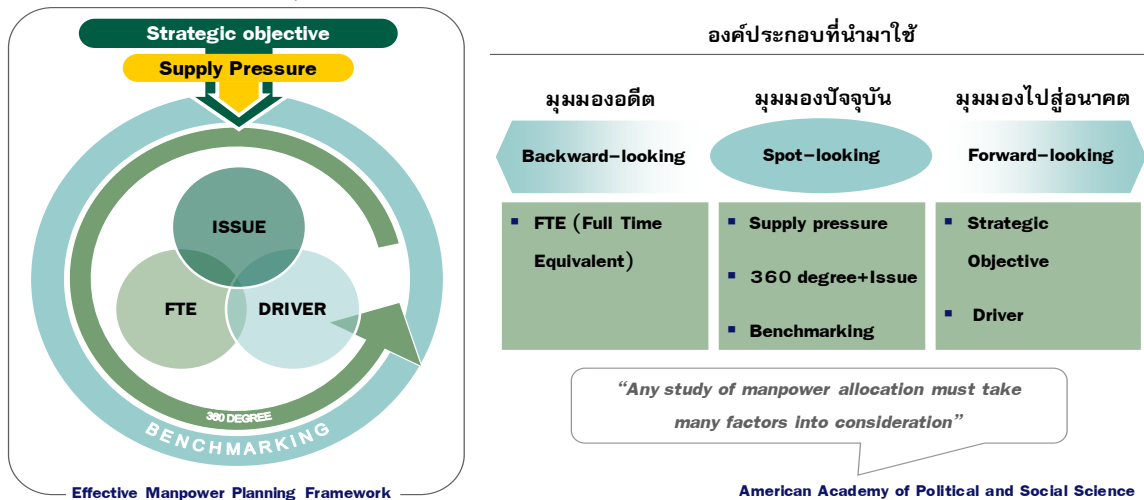 Strategic objective
Supply Pressure
ISSUE
FTE
DRIVER
360 DEGREE
BENCHMARKING
Effective Manpower Planning Framework
องค์ประกอบที่นำมาใช้
มุมมองอดีต
มุมมองปัจจุบัน
มุมมองไปสู่อนาคต
Backward-looking
Spot-looking
Forward-looking
▪ FTE (Full Time
Equivalent)
▪ Supply pressure
▪ 360 degree+Issue
▪ Benchmarking
▪ Strategic
Objective
▪ Driver
“Any study of manpower allocation must take
many factors into consideration”
American Academy of Political and Social Science